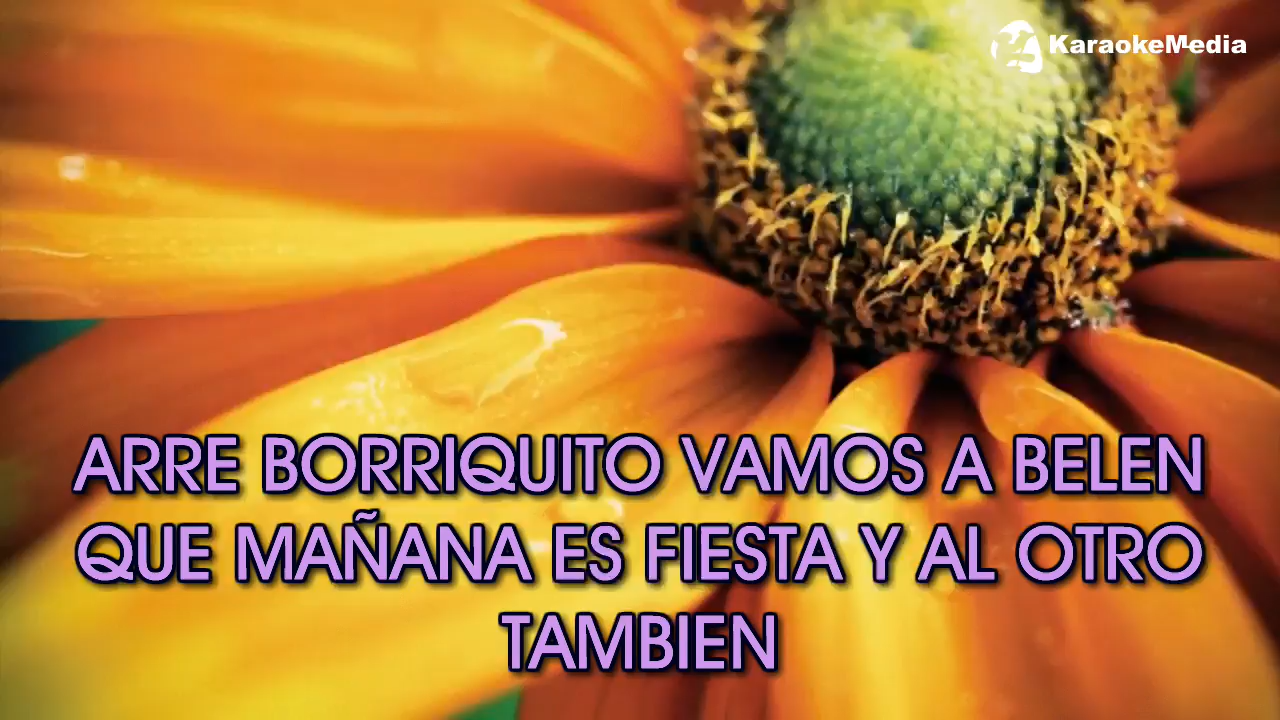 KaraokeMedia
ARRE BORRIQUITO VAMOS A BELEN
QUE MAÑANA ES FIESTA Y AL OTRO
TAMBIEN